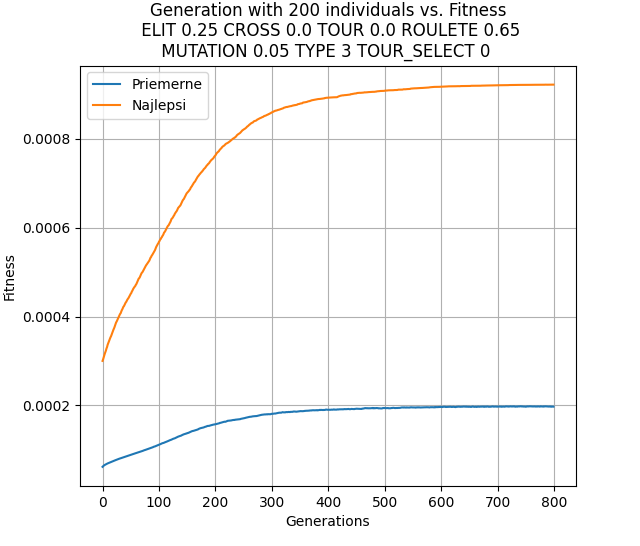 Generation with 200 individuals vs. Fitness
ELIT 0.25 CROSS 0.0 TOUR 0.0 ROULETE 0.65
MUTATION 0.05 TYPE 3 TOUR_SELECT 0
Priemerne
Najlepsi
0.0008
0.0006
0.0004
0.0002
Fitness
0 100 200 300 400 500 600 700 800
Generations